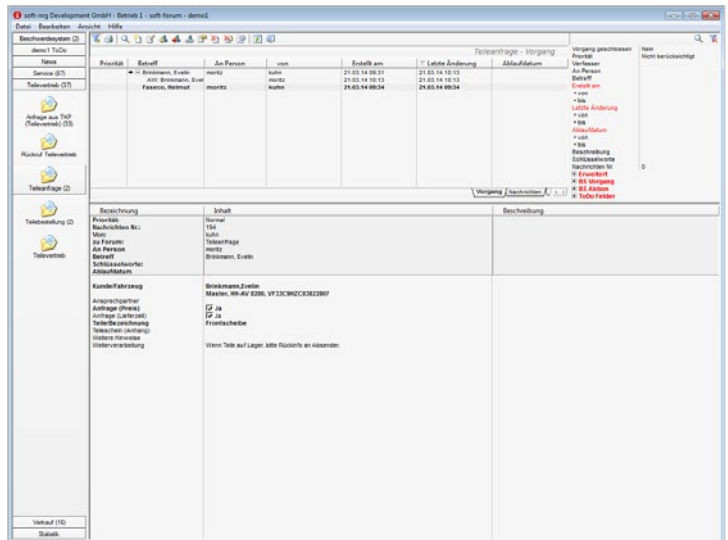 soft-nrg Development GmbH - Betrieb 1 - soft-forum - demo1
Datei Bearbeiten Ansicht Hilfe
Beschwerdesystem (2)
demo1 ToDo
News
Service (87)
Teilevertrieb (37)
Anfrage aus TKP (Teilevertrieb) (33)
Rückruf Teilevertrieb
Teileanfrage (2)
Teilebestellung (2)
Teilevertrieb
Verkauf (16)
Statistik
Teileanfrage - Vorgang
Priorität Betreff An Person von Erstellt am Letzte Änderung Ablaufdatum
Brinkmann, Evelin moritz kuhn 21.03.14 09:31 21.03.14 10:13
AW: Brinkmann, Evel moritz 21.03.14 10:13 21.03.14 10:13
Fassico, Helmut moritz kuhn 21.03.14 09:34 21.03.14 09:34
Vorgang Nachrichten
Vorgang geschlossen Nein
Priorität Nicht berücksichtigt
Verfasser
An Person
Betreff
Erstellt am
von
bis
Letzte Änderung
von
bis
Ablaufdatum
von
bis
Beschreibung
Schlüsselworte
Nachrichten Nr. 0
Erweitert
BS Vorgang
BS Aktion
ToDo Felder
Bezeichnung Inhalt Beschreibung
Priorität: Normal
Nachrichten Nr.: 194
Von: kuhn
zu Forum: Teileanfrage
An Person moritz
Betreff Brinkmann, Evelin
Schlüsselworte:
Ablaufdatum
Kunde/Fahrzeug Brinkmann,Evelin
Ansprechpartner
Anfrage (Preis) Ja
Anfrage (Lieferzeit) Ja
Teile/Bezeichnung Frontscheibe
Teileschein (Anhang)
Weitere Hinweise
Weiterverarbeitung Wenn Teile auf Lager, bitte Rückinfo an Absender.